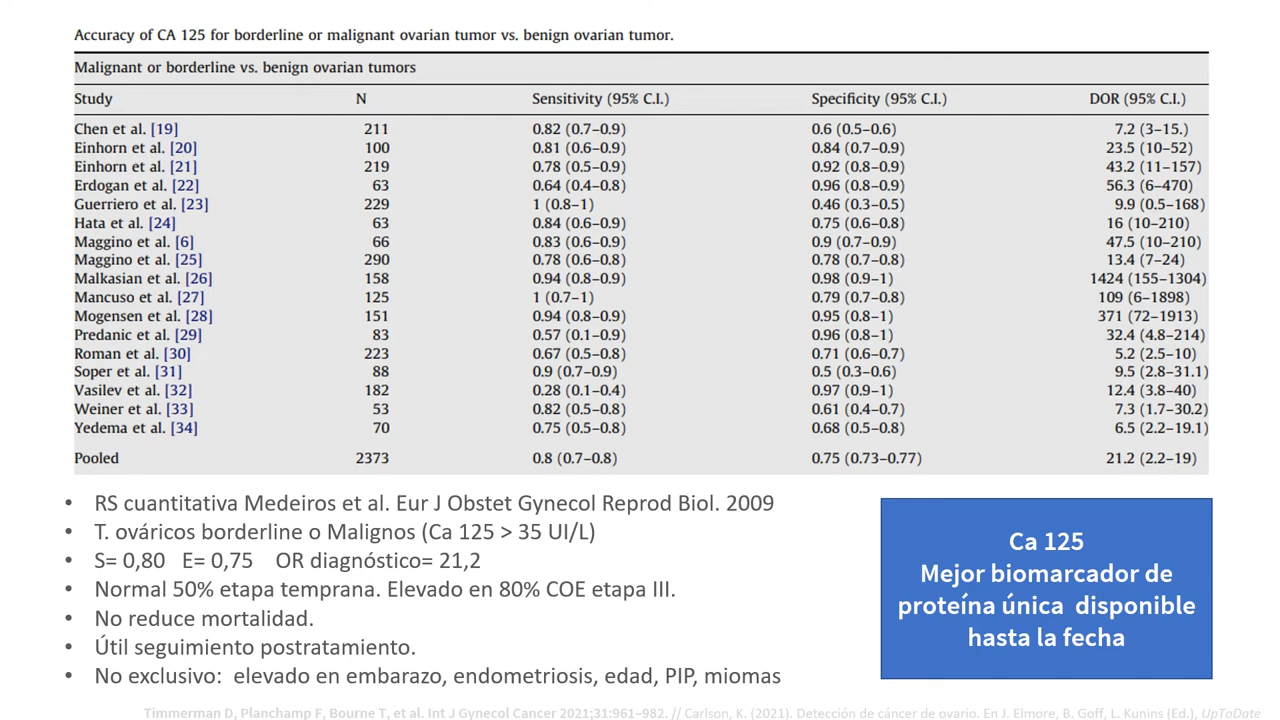 Accuracy of CA 125 for borderline or malignant ovarian tumor vs. benign ovarian tumor.
Malignant or borderline vs. benign ovarian tumors
Study N Sensitivity (95% C.I.) Specificity (95% C.I.) DOR (95% C.I.)
Chen et al. [19] 211 0.82 (0.7–0.9) 0.6 (0.5–0.6) 7.2 (3–15.)
Einhorn et al. [20] 100 0.81 (0.6–0.9) 0.84 (0.7–0.9) 23.5 (10–52)
Einhorn et al. [21] 219 0.78 (0.5–0.9) 0.92 (0.8–0.9) 43.2 (11–157)
Erdogan et al. [22] 63 0.64 (0.4–0.8) 0.96 (0.8–0.9) 56.3 (6–470)
Guerriero et al. [23] 229 1 (0.8–1) 0.46 (0.3–0.5) 9.9 (0.5–168)
Hata et al. [24] 63 0.84 (0.6–0.9) 0.75 (0.6–0.8) 16 (10–210)
Maggino et al. [6] 66 0.83 (0.6–0.9) 0.9 (0.7–0.9) 47.5 (10–210)
Maggino et al. [25] 290 0.78 (0.6–0.8) 0.78 (0.7–0.8) 13.4 (7–24)
Malkasian et al. [26] 158 0.94 (0.8–0.9) 0.98 (0.9–1) 1424 (155–1304)
Mancuso et al. [27] 125 1 (0.7–1) 0.79 (0.7–0.8) 109 (6–1898)
Mogensen et al. [28] 151 0.94 (0.8–0.9) 0.95 (0.8–1) 371 (72–1913)
Predanic et al. [29] 83 0.57 (0.1–0.9) 0.96 (0.8–1) 32.4 (4.8–214)
Roman et al. [30] 223 0.67 (0.5–0.8) 0.71 (0.6–0.7) 5.2 (2.5–10)
Soper et al. [31] 88 0.9 (0.7–0.9) 0.5 (0.3–0.6) 9.5 (2.8–31.1)
Vasilev et al. [32] 182 0.28 (0.1–0.4) 0.97 (0.9–1) 12.4 (3.8–40)
Weiner et al. [33] 53 0.82 (0.5–0.8) 0.61 (0.4–0.7) 7.3 (1.7–30.2)
Yedema et al. [34] 70 0.75 (0.5–0.8) 0.68 (0.5–0.8) 6.5 (2.2–19.1)
Pooled 2373 0.8 (0.7–0.8) 0.75 (0.73–0.77) 21.2 (2.2–19)
• RS cuantitativa Medeiros et al. Eur J Obstet Gynecol Reprod Biol. 2009
• T. ováricos borderline o Malignos (Ca 125 > 35 UI/L)
• S= 0,80 E= 0,75 OR diagnóstico= 21,2
• Normal 50% etapa temprana. Elevado en 80% COE etapa III.
• No reduce mortalidad.
• Útil seguimiento postratamiento.
• No exclusivo: elevado en embarazo, endometriosis, edad, PIP, miomas
Ca 125
Mejor biomarcador de
proteína única disponible
hasta la fecha
Timmerman D, Planchamp F, Bourne T, et al. Int J Gynecol Cancer 2021;31:961–982. // Carlson, K. (2021). Detección de cáncer de ovario. En J. Elmore, B. Goff, L. Kunins (Ed.), UpToDate